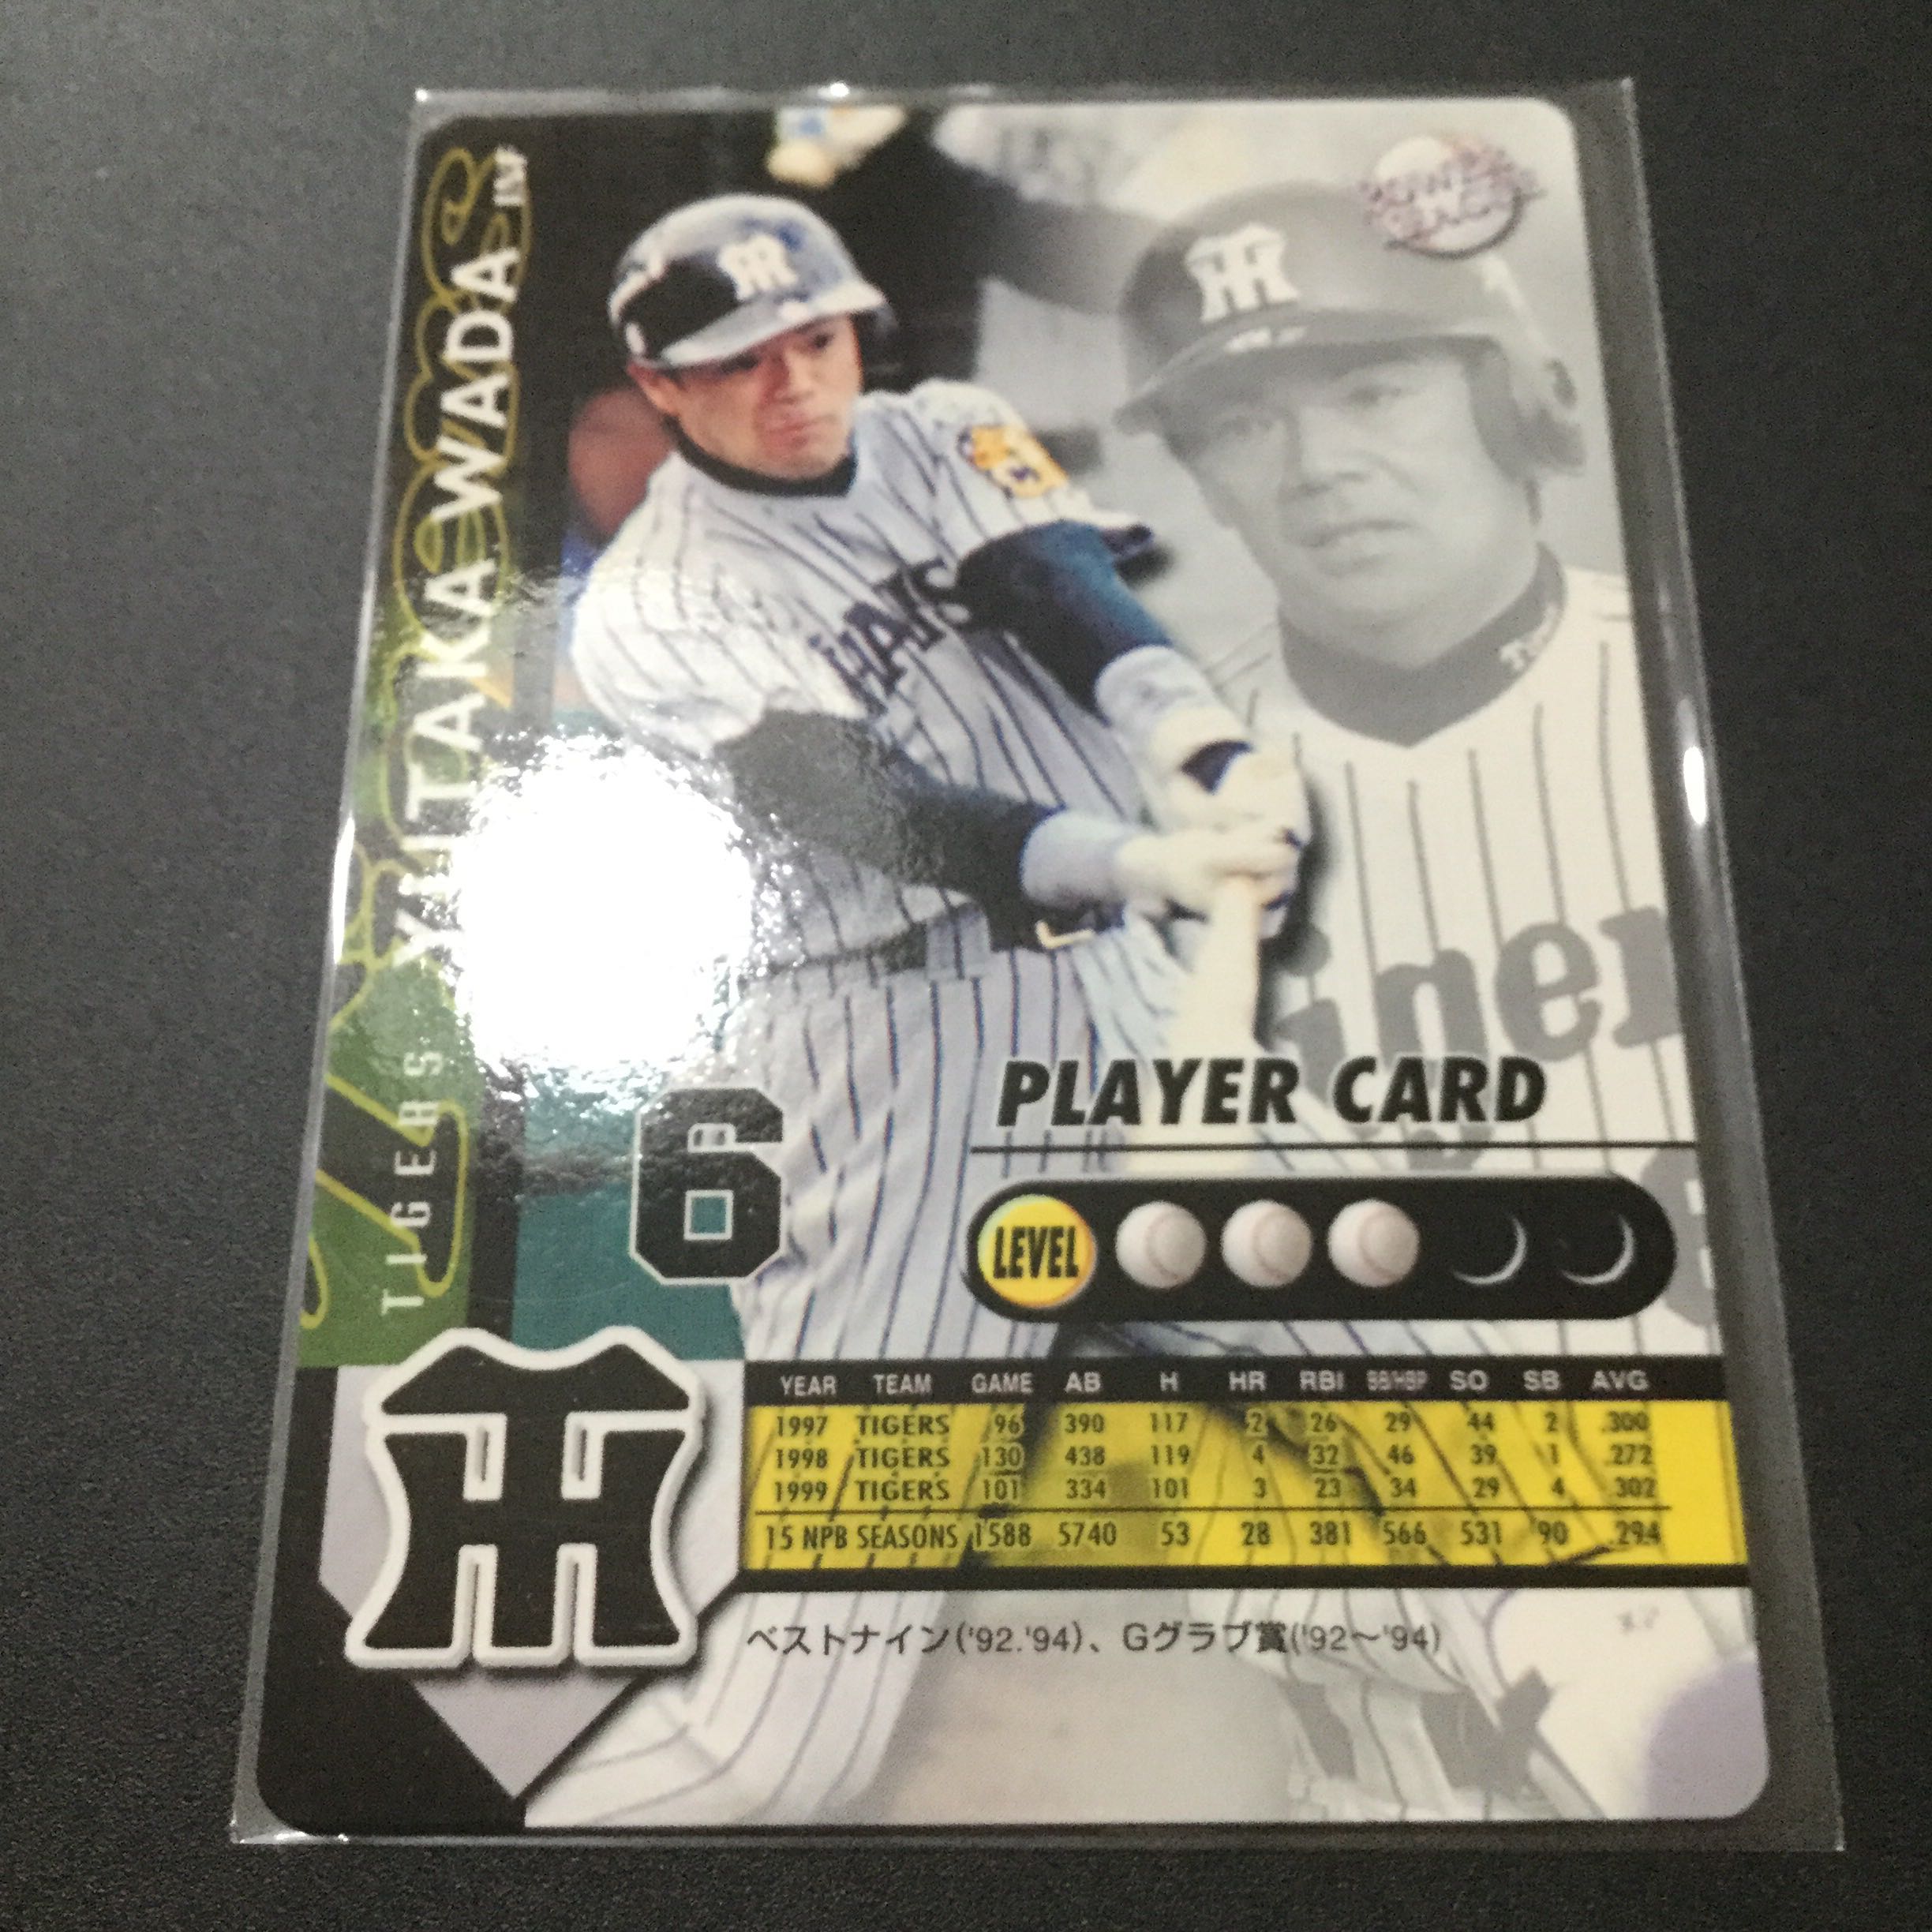 YUTAKA WADA INF
TIGERS
HANS
iner
6
PLAYER CARD
LEVEL
YEAR TEAM GAME AB H HR RBI BB/HBP SO SB AVG
1997 TIGERS 96 390 117 2 26 29 44 2 .300
1998 TIGERS 130 438 119 4 32 46 39 1 .272
1999 TIGERS 101 334 101 3 23 34 29 4 .302
15 NPB SEASONS 1588 5740 53 28 381 566 531 90 .294
ベストナイン('92.'94)、Gグラブ賞('92〜'94)